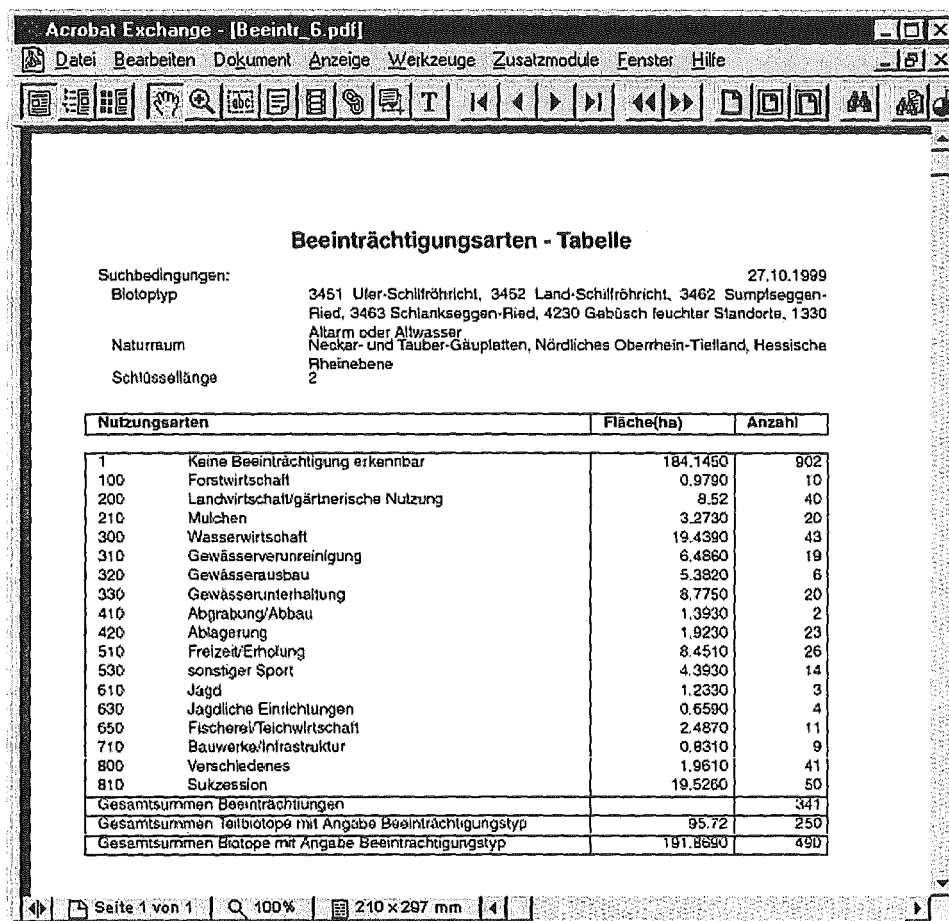 Acrobat Exchange - [Beeintr_6.pdf]
Datei Bearbeiten Dokument Anzeige Werkzeuge Zusatzmodule Fenster Hilfe
abc T
Beeinträchtigungsarten - Tabelle
Suchbedingungen: 27.10.1999
Biotoptyp 3451 Ufer-Schilfröhricht, 3452 Land-Schilfröhricht, 3462 Sumpfseggen-
Ried, 3463 Schlankseggen-Ried, 4230 Gebüsch feuchter Standorte, 1330
Altarm oder Altwasser
Naturraum Neckar- und Tauber-Gäuplatten, Nördliches Oberrhein-Tiefland, Hessische
Rheinebene
Schlüssellänge 2
Nutzungsarten Fläche(ha) Anzahl
1 Keine Beeinträchtigung erkennbar 184.1450 902
100 Forstwirtschaft 0.9790 10
200 Landwirtschaft/gärtnerische Nutzung 8.52 40
210 Mulchen 3.2730 20
300 Wasserwirtschaft 19.4390 43
310 Gewässerverunreinigung 6.4860 19
320 Gewässerausbau 5.3820 6
330 Gewässerunterhaltung 8.7750 20
410 Abgrabung/Abbau 1.3930 2
420 Ablagerung 1.9230 23
510 Freizeit/Erholung 8.4510 26
530 sonstiger Sport 4.3930 14
610 Jagd 1.2330 3
630 Jagdliche Einrichtungen 0.6590 4
650 Fischerei/Teichwirtschaft 2.4870 11
710 Bauwerke/Infrastruktur 0.8310 9
800 Verschiedenes 1.9610 41
810 Sukzession 19.5260 50
Gesamtsummen Beeinträchtiungen 341
Gesamtsummen Teilbiotope mit Angabe Beeinträchtigungstyp 95.72 250
Gesamtsummen Biotope mit Angabe Beeinträchtigungstyp 191.8690 490
Seite 1 von 1 100% 210 x 297 mm